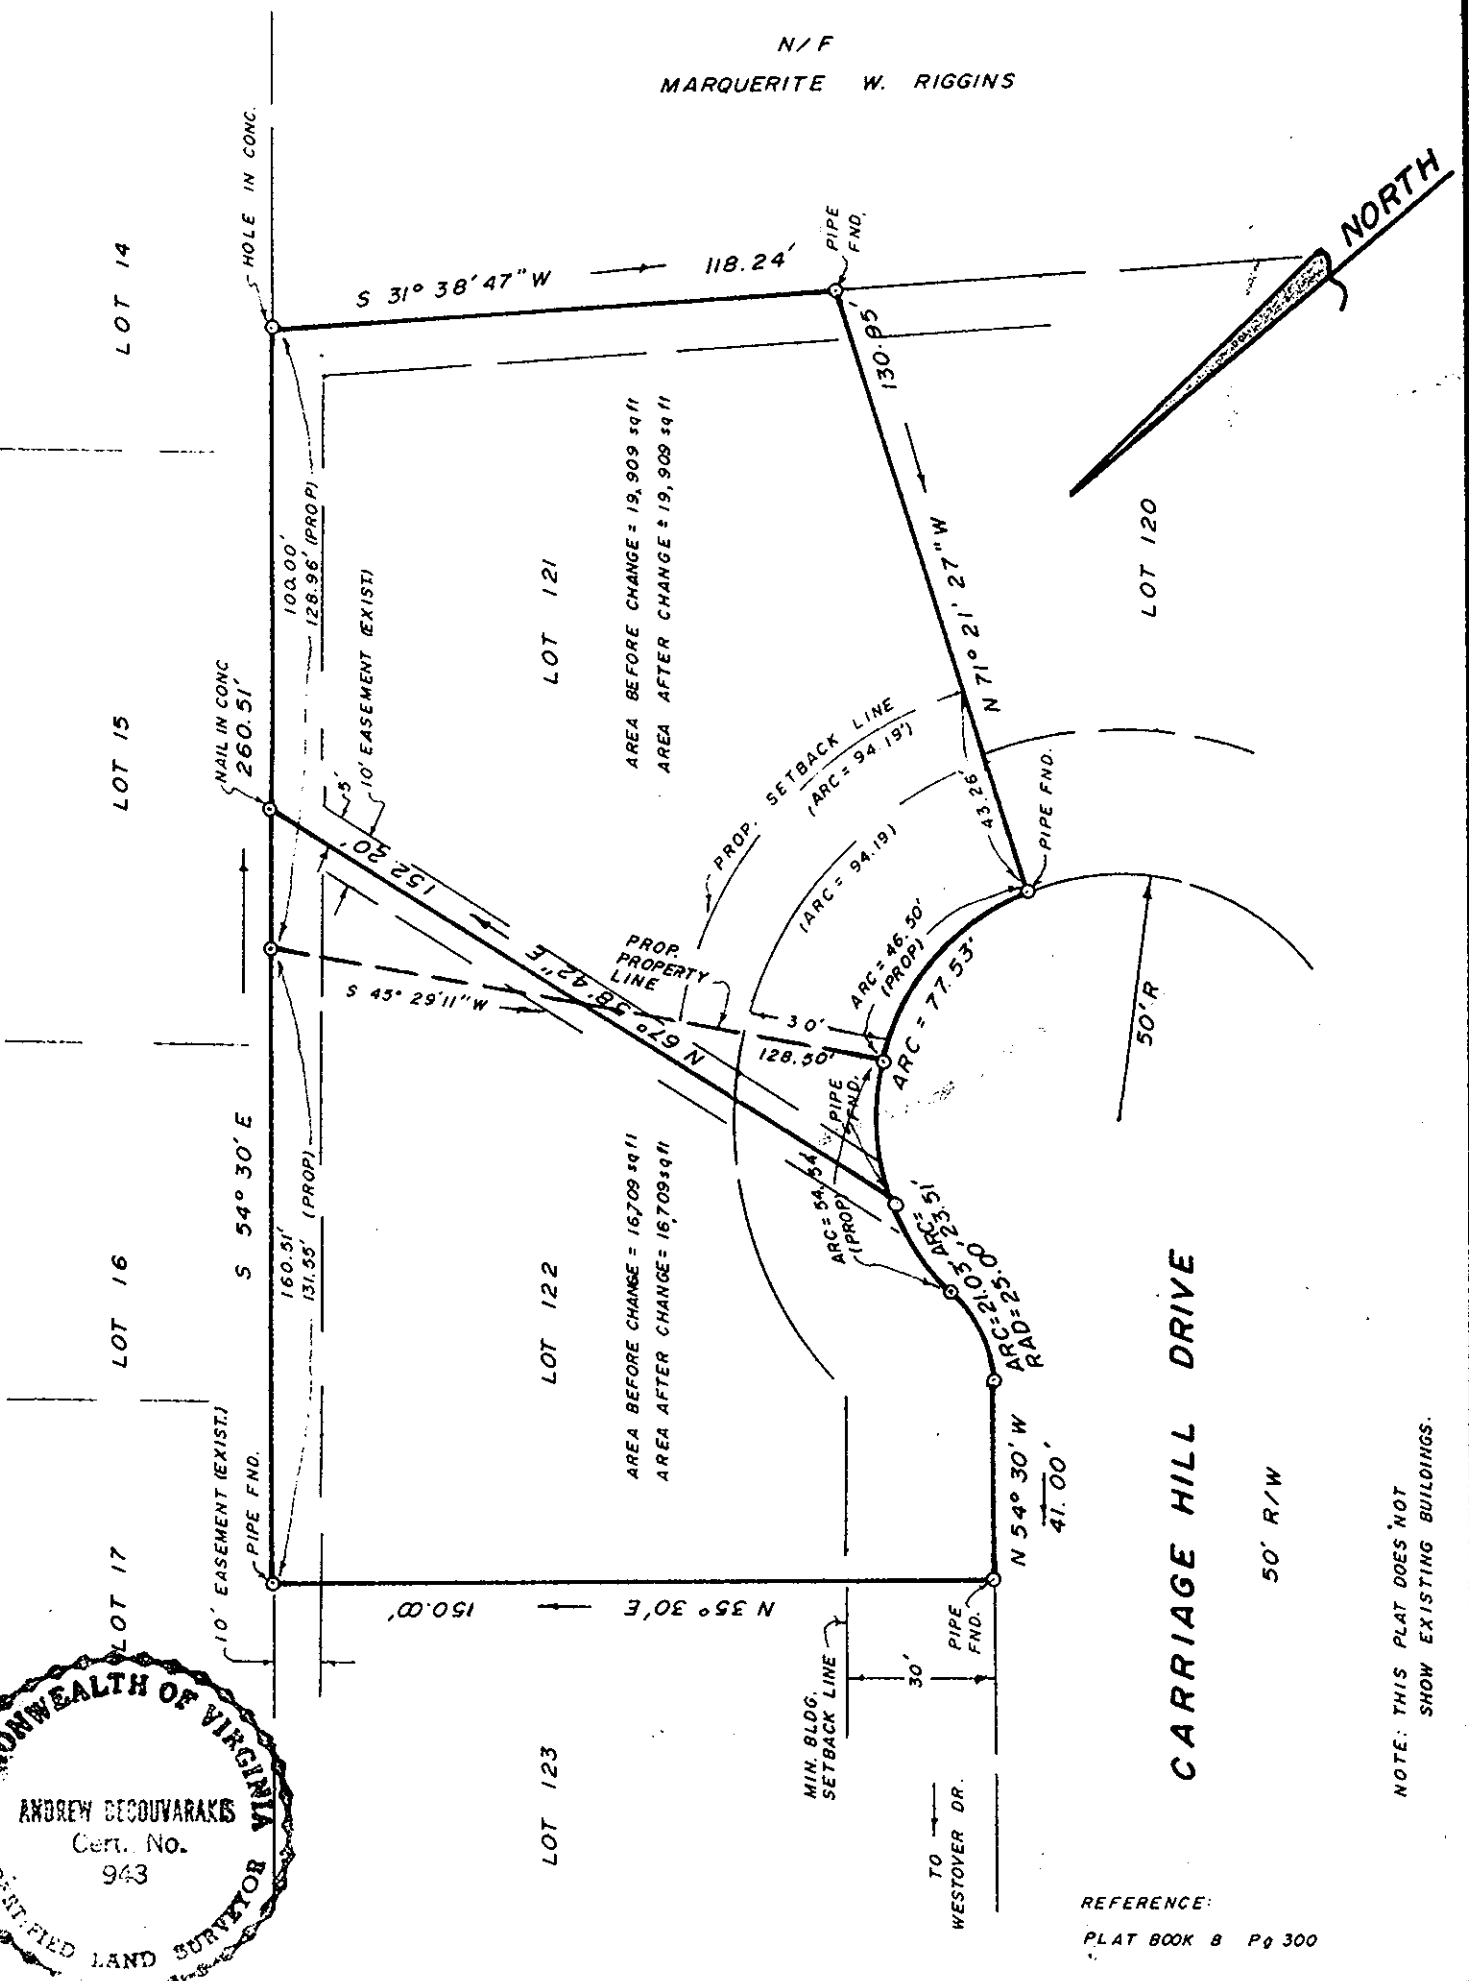 N/F
MARQUERITE W. RIGGINS
HOLE IN CONC.
LOT 14
S 31° 38' 47" W 118.24'
PIPE
FND.
NORTH
130.95'
N 71° 21' 27" W
100.00'
128.96' (PROP)
10' EASEMENT (EXIST)
5'
LOT 121
AREA BEFORE CHANGE = 19,909 sq ft
AREA AFTER CHANGE = 19,909 sq ft
LOT 120
NAIL IN CONC
260.51'
LOT 15
152.20'
N 67° 58' 42" E
PROP. SETBACK LINE
(ARC = 94.19')
(ARC = 94.19)
43.26'
PIPE FND.
S 45° 29' 11" W
PROP.
PROPERTY
LINE
30'
128.50'
ARC = 46.50'
(PROP)
ARC = 77.53'
50' R
PIPE
FND.
ARC = 54.54
(PROP)
ARC = 23.51'
ARC = 21.03'
RAD = 25.00
S 54° 30' E
160.51'
131.55' (PROP)
LOT 16
LOT 122
AREA BEFORE CHANGE = 16,709 sq ft
AREA AFTER CHANGE = 16,709 sq ft
10' EASEMENT (EXIST.)
PIPE FND.
LOT 17
N 35° 30' E 150.00'
N 54° 30' W
41.00'
PIPE
FND.
MIN. BLDG.
SETBACK LINE
30'
LOT 123
TO
WESTOVER DR.
CARRIAGE HILL DRIVE
50' R/W
NOTE: THIS PLAT DOES NOT
SHOW EXISTING BUILDINGS.
REFERENCE:
PLAT BOOK 8 Pg 300
OF VIRGINIA
ANDREW DECOUVARAKIS
Cert. No.
943
LAND SURVEYOR